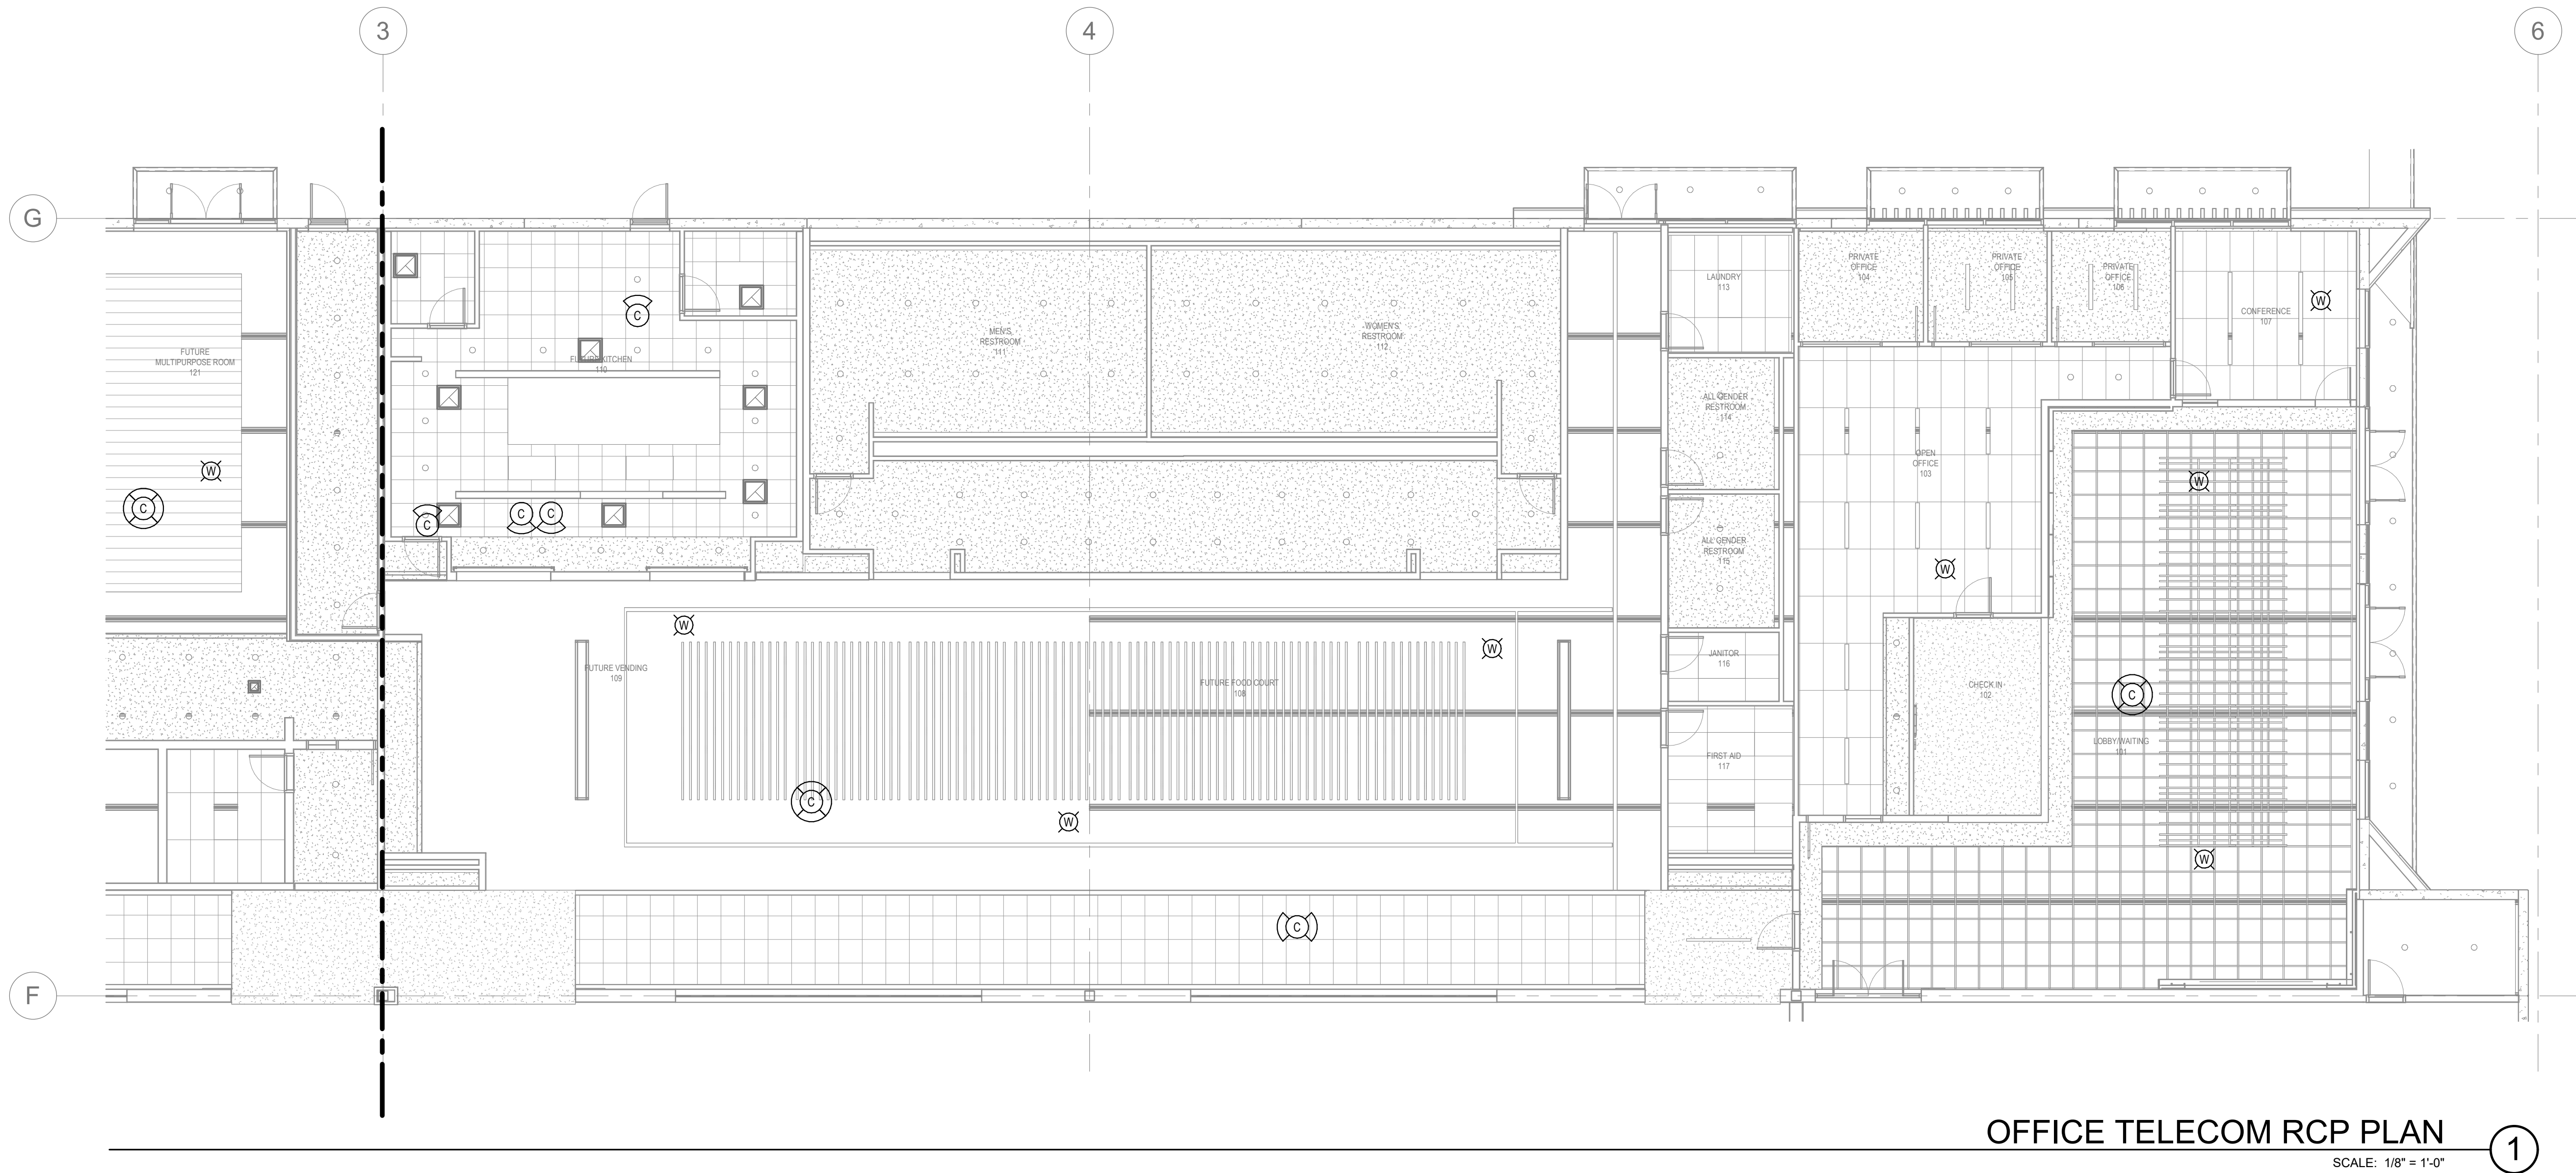 3
4
6
G
FUTURE
MULTIPURPOSE ROOM
121
W
C
C
FUTURE KITCHEN
110
C
C
C
MEN'S
RESTROOM
111
WOMEN'S
RESTROOM
112
LAUNDRY
113
ALL GENDER
RESTROOM
114
ALL GENDER
RESTROOM
115
JANITOR
116
FIRST AID
117
PRIVATE
OFFICE
104
PRIVATE
OFFICE
105
PRIVATE
OFFICE
106
CONFERENCE
107
W
OPEN
OFFICE
103
W
W
CHECK IN
102
C
LOBBY/WAITING
101
W
W
W
FUTURE VENDING
109
FUTURE FOOD COURT
108
C
W
C
F
OFFICE TELECOM RCP PLAN
1
SCALE: 1/8" = 1'-0"